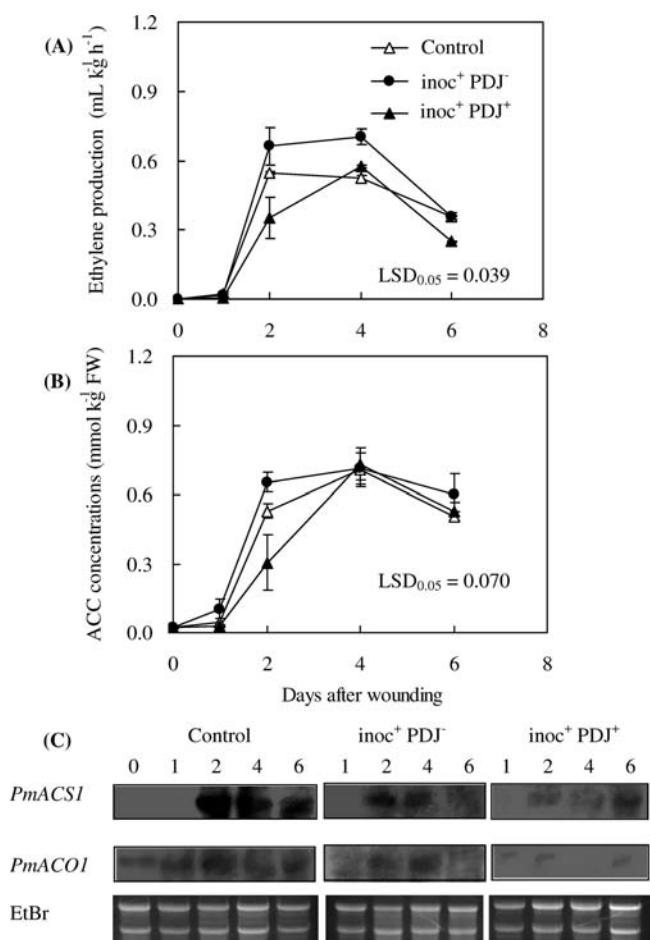 (A)
Ethylene production (mL kg⁻¹ h⁻¹)
1.2
0.9
0.6
0.3
0.0
Control
inoc⁺ PDJ⁻
inoc⁺ PDJ⁺
LSD₀.₀₅ = 0.039
0 2 4 6 8
(B)
ACC concentrations (mmol kg⁻¹ FW)
1.2
0.9
0.6
0.3
0.0
LSD₀.₀₅ = 0.070
0 2 4 6 8
Days after wounding
(C)
Control inoc⁺ PDJ⁻ inoc⁺ PDJ⁺
0 1 2 4 6 1 2 4 6 1 2 4 6
PmACS1
PmACO1
EtBr